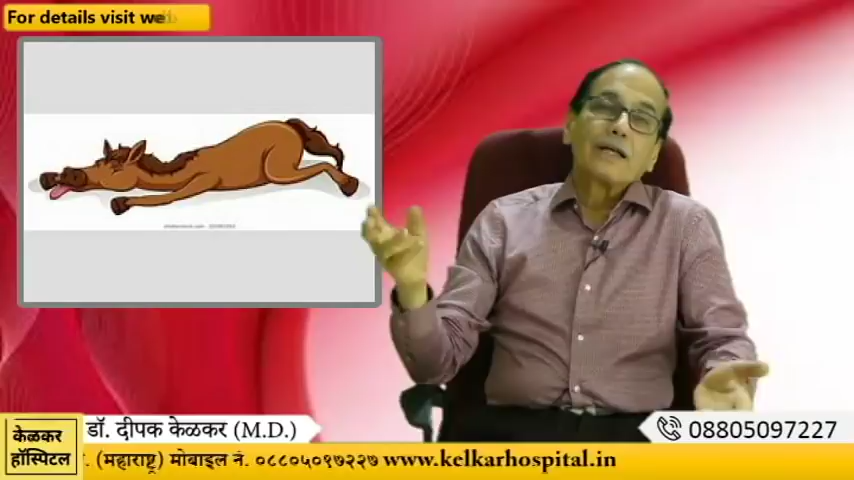 For details visit we
डॉ. दीपक केळकर (M.D.)
08805097227
केळकर
हॉस्पिटल
. (महाराष्ट्र) मोबाइल नं. ०८८०५०९७२२७ www.kelkarhospital.in